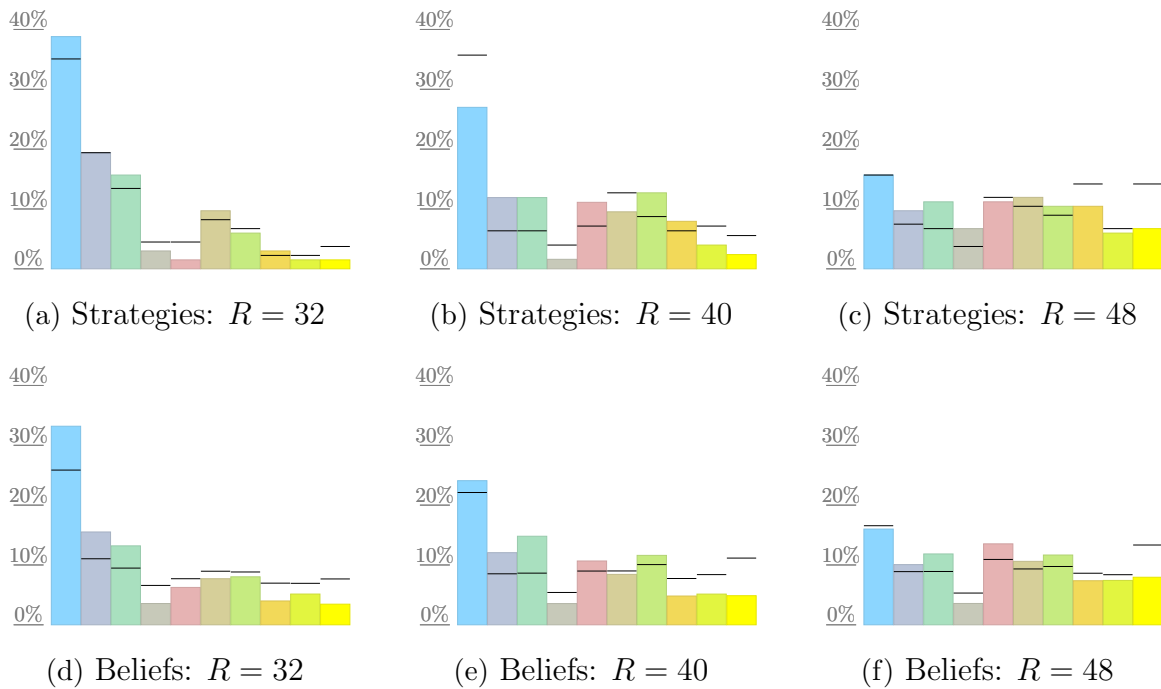 40% 40% 40%
30% 30% 30%
20% 20% 20%
10% 10% 10%
0% 0% 0%
(a) Strategies: R = 32 (b) Strategies: R = 40 (c) Strategies: R = 48
40% 40% 40%
30% 30% 30%
20% 20% 20%
10% 10% 10%
0% 0% 0%
(d) Beliefs: R = 32 (e) Beliefs: R = 40 (f) Beliefs: R = 48